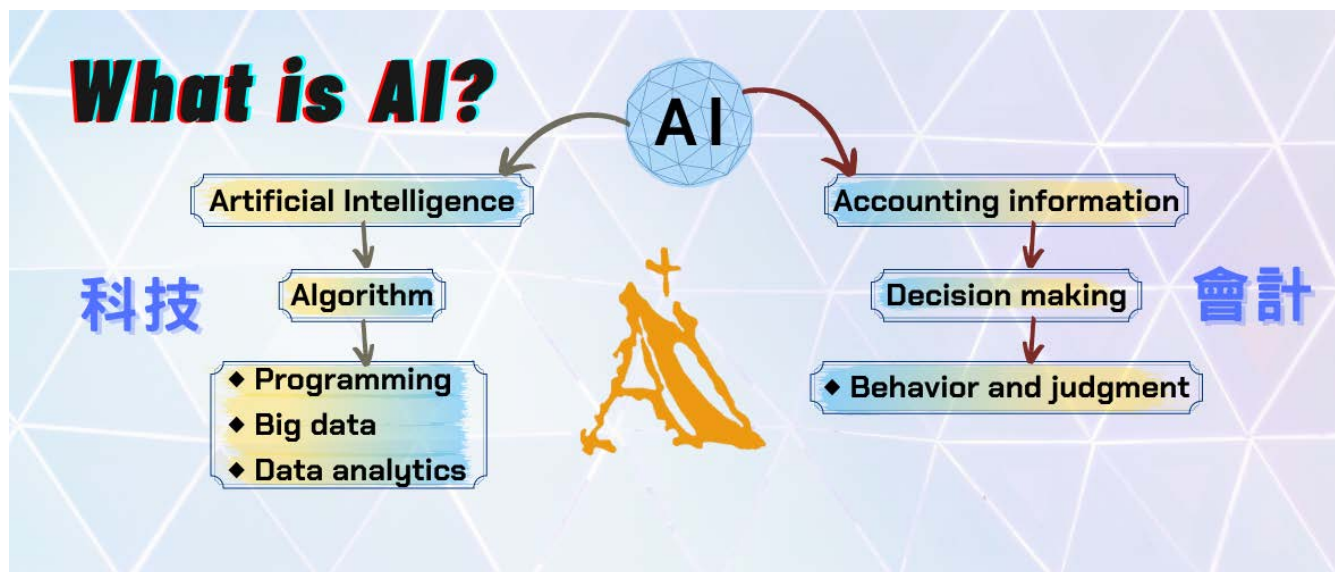 What is AI?
AI
Artificial Intelligence
Accounting information
科技
Algorithm
Decision making
會計
◆ Programming
◆ Big data
◆ Data analytics
◆ Behavior and judgment
A+